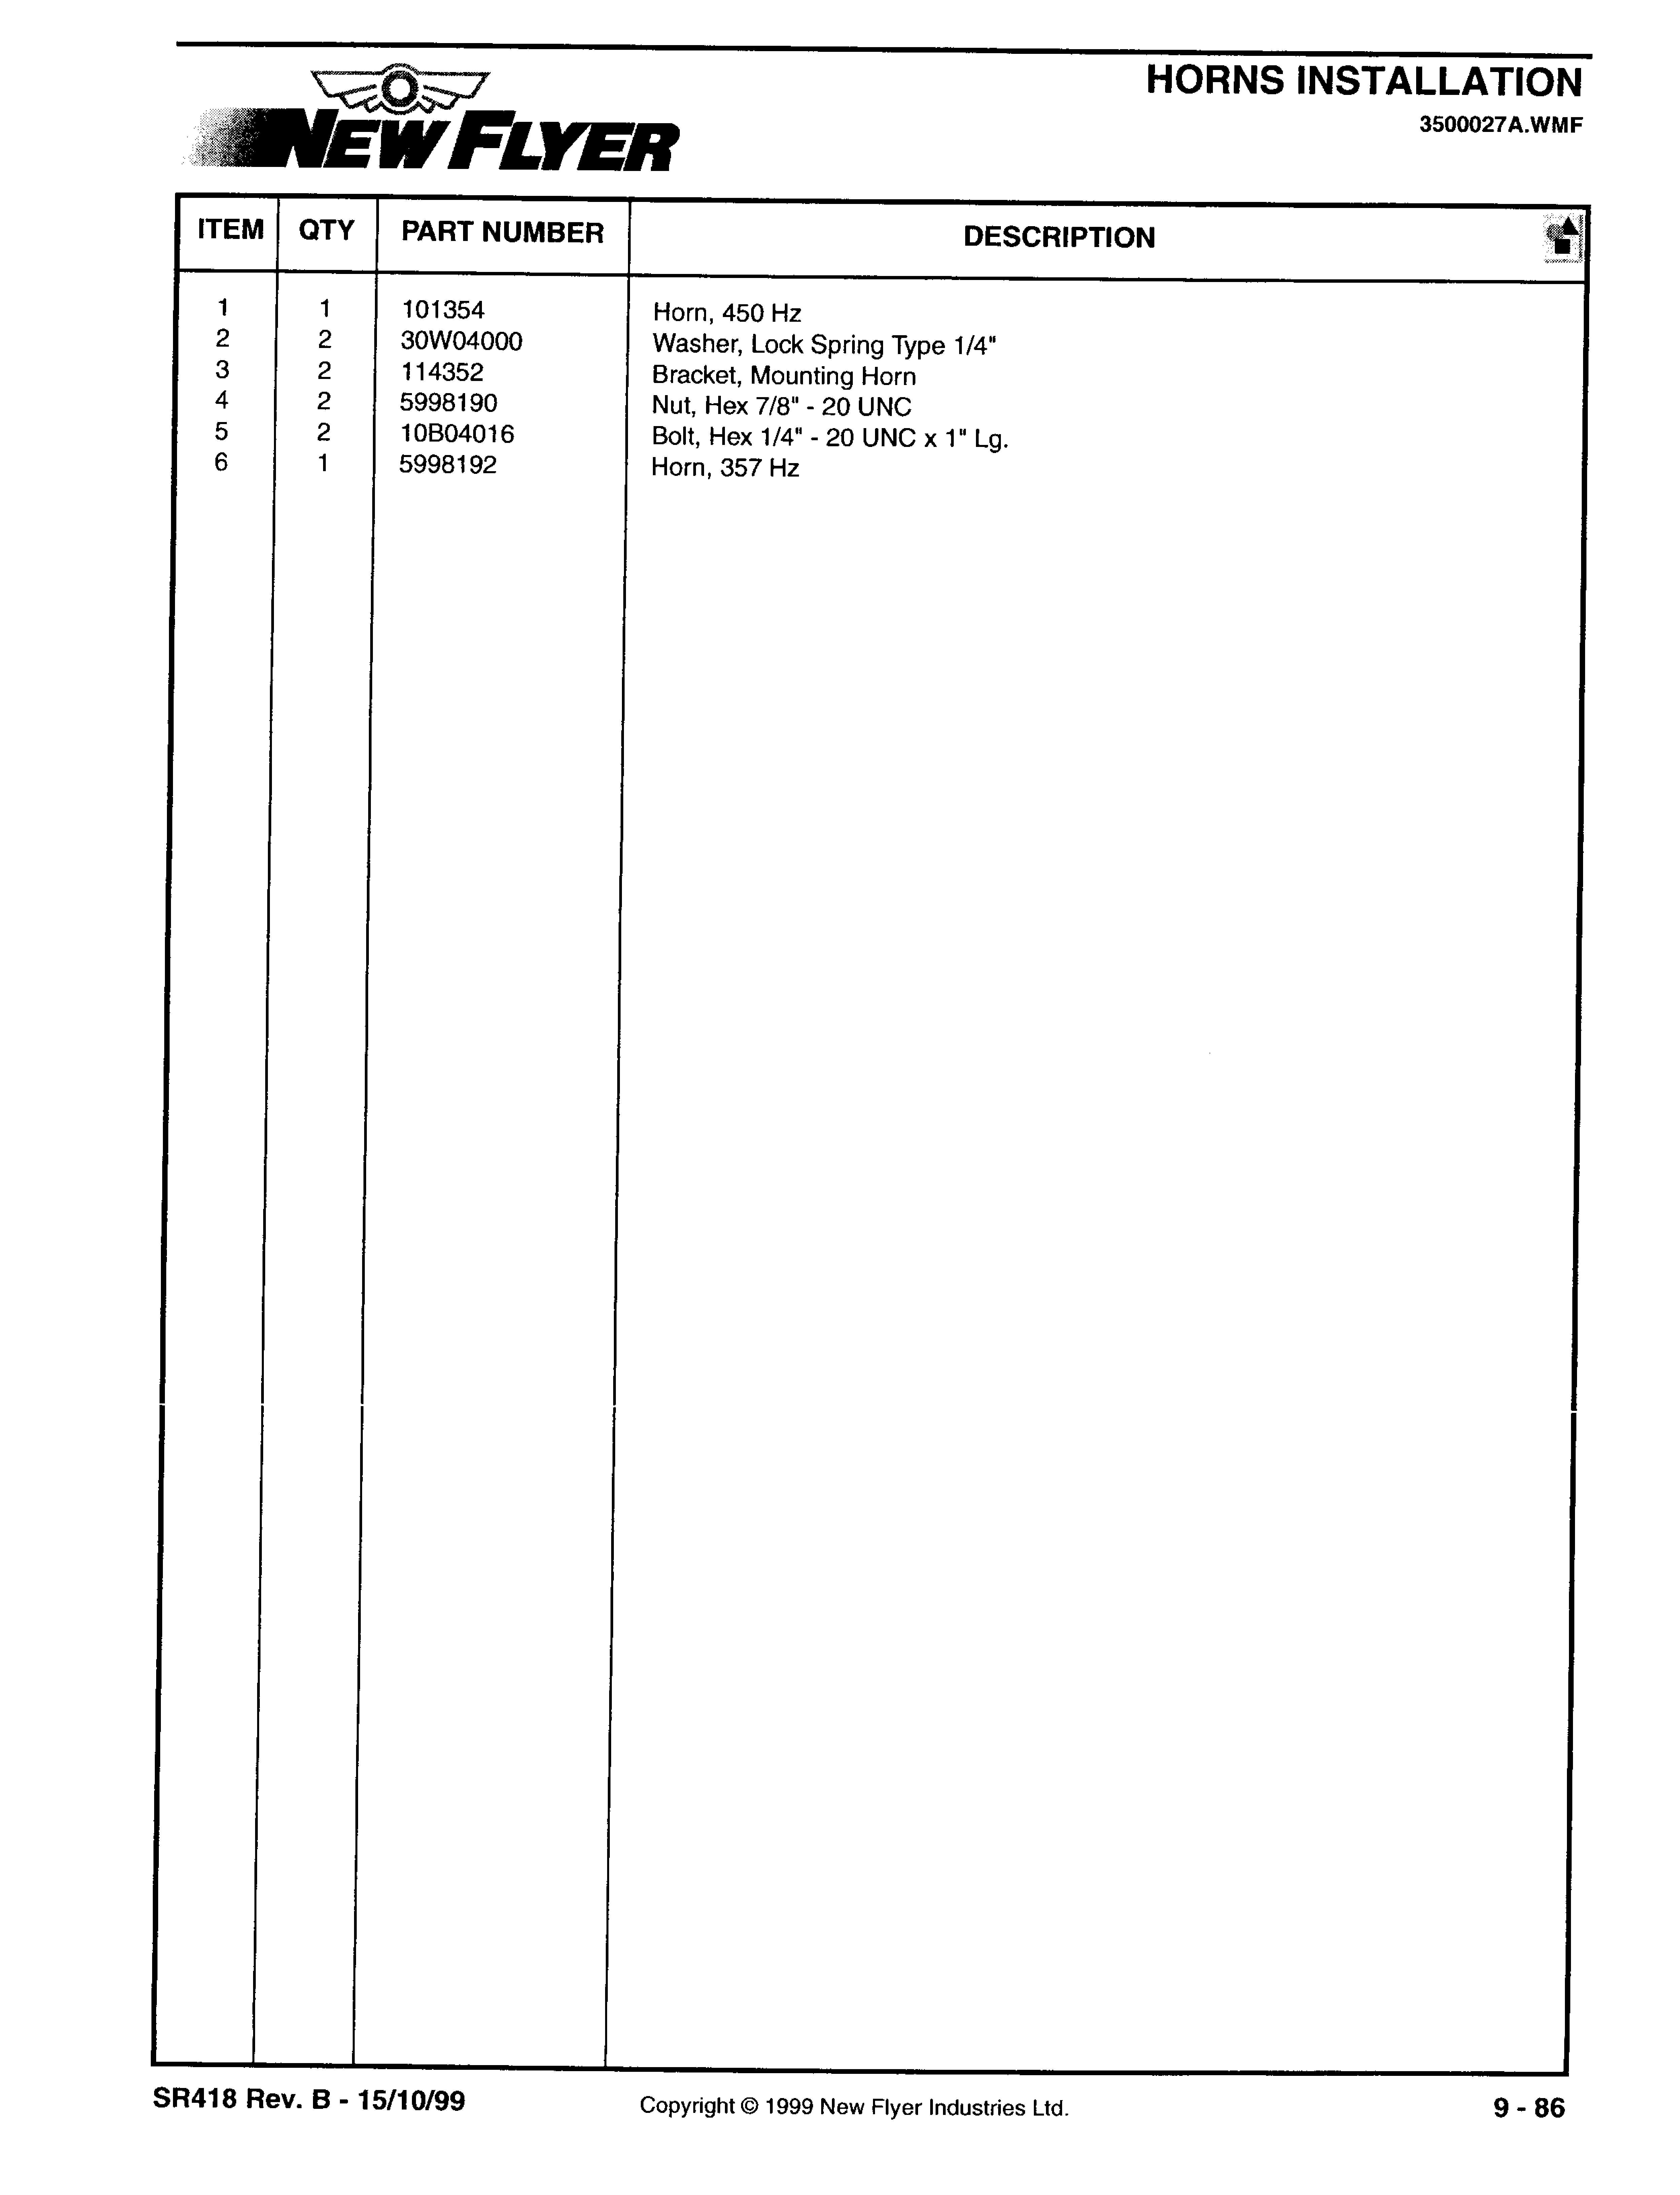 NEW FLYER
HORNS INSTALLATION
3500027A.WMF
ITEM QTY PART NUMBER DESCRIPTION
1 1 101354 Horn, 450 Hz
2 2 30W04000 Washer, Lock Spring Type 1/4"
3 2 114352 Bracket, Mounting Horn
4 2 5998190 Nut, Hex 7/8" - 20 UNC
5 2 10B04016 Bolt, Hex 1/4" - 20 UNC x 1" Lg.
6 1 5998192 Horn, 357 Hz
SR418 Rev. B - 15/10/99 Copyright © 1999 New Flyer Industries Ltd. 9 - 86